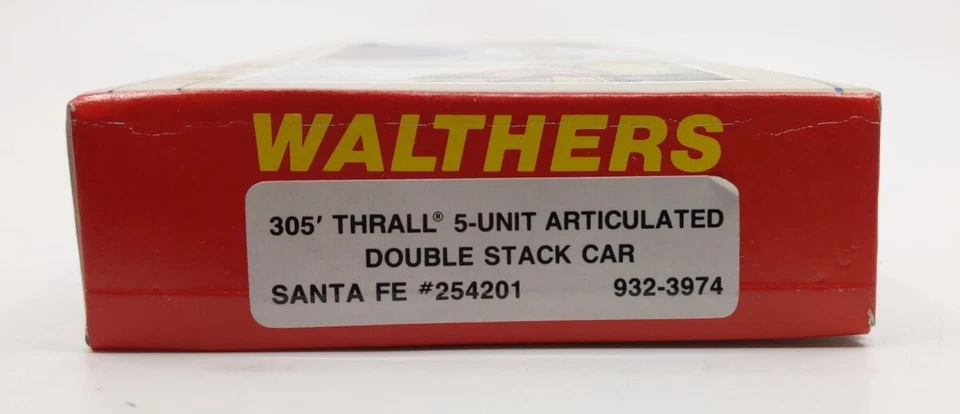 WALTHERS
305' THRALL® 5-UNIT ARTICULATED
DOUBLE STACK CAR
SANTA FE #254201 932-3974